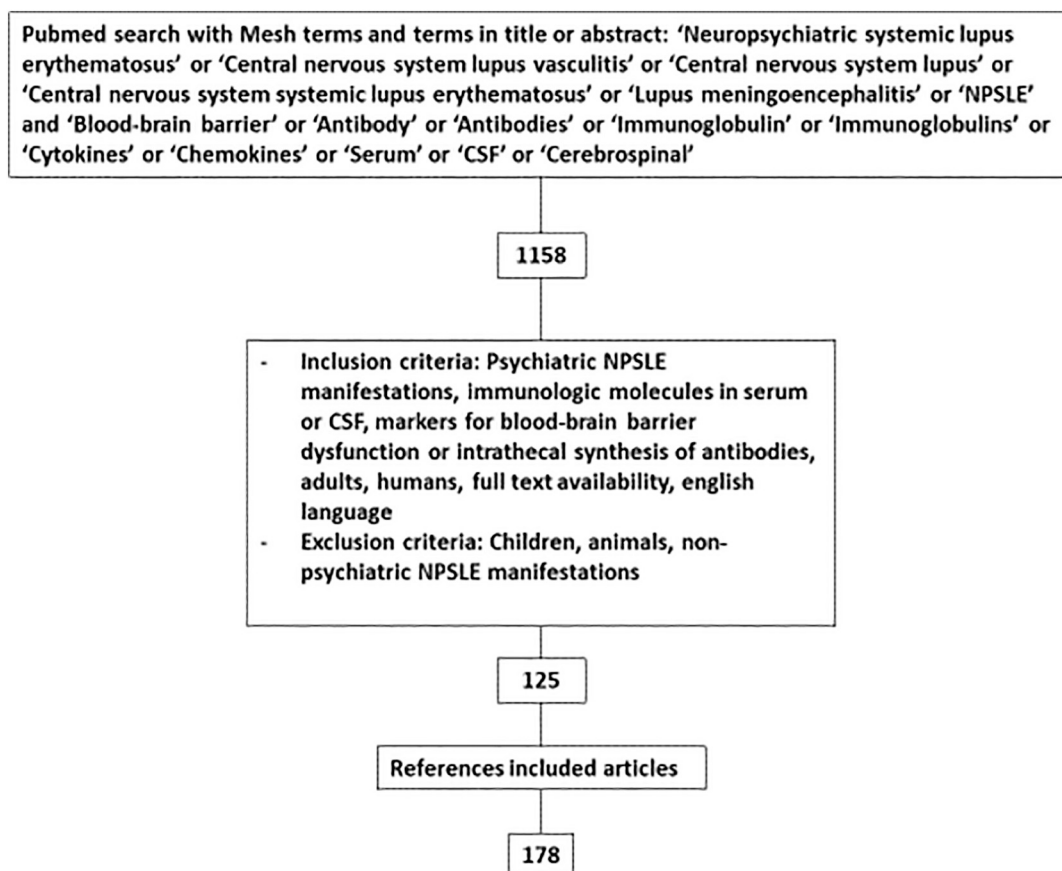 Pubmed search with Mesh terms and terms in title or abstract: ‘Neuropsychiatric systemic lupus
erythematosus’ or ‘Central nervous system lupus vasculitis’ or ‘Central nervous system lupus’ or
‘Central nervous system systemic lupus erythematosus’ or ‘Lupus meningoencephalitis’ or ‘NPSLE’
and ‘Blood-brain barrier’ or ‘Antibody’ or ‘Antibodies’ or ‘Immunoglobulin’ or ‘Immunoglobulins’ or
‘Cytokines’ or ‘Chemokines’ or ‘Serum’ or ‘CSF’ or ‘Cerebrospinal’
1158
- Inclusion criteria: Psychiatric NPSLE
manifestations, immunologic molecules in serum
or CSF, markers for blood-brain barrier
dysfunction or intrathecal synthesis of antibodies,
adults, humans, full text availability, english
language
- Exclusion criteria: Children, animals, non-
psychiatric NPSLE manifestations
125
References included articles
178